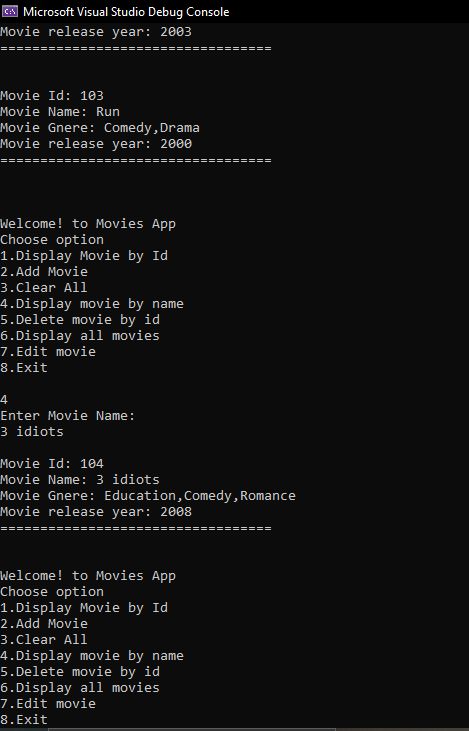 Microsoft Visual Studio Debug Console
Movie release year: 2003
==================================
Movie Id: 103
Movie Name: Run
Movie Gnere: Comedy,Drama
Movie release year: 2000
==================================
Welcome! to Movies App
Choose option
1.Display Movie by Id
2.Add Movie
3.Clear All
4.Display movie by name
5.Delete movie by id
6.Display all movies
7.Edit movie
8.Exit
4
Enter Movie Name:
3 idiots
Movie Id: 104
Movie Name: 3 idiots
Movie Gnere: Education,Comedy,Romance
Movie release year: 2008
==================================
Welcome! to Movies App
Choose option
1.Display Movie by Id
2.Add Movie
3.Clear All
4.Display movie by name
5.Delete movie by id
6.Display all movies
7.Edit movie
8.Exit